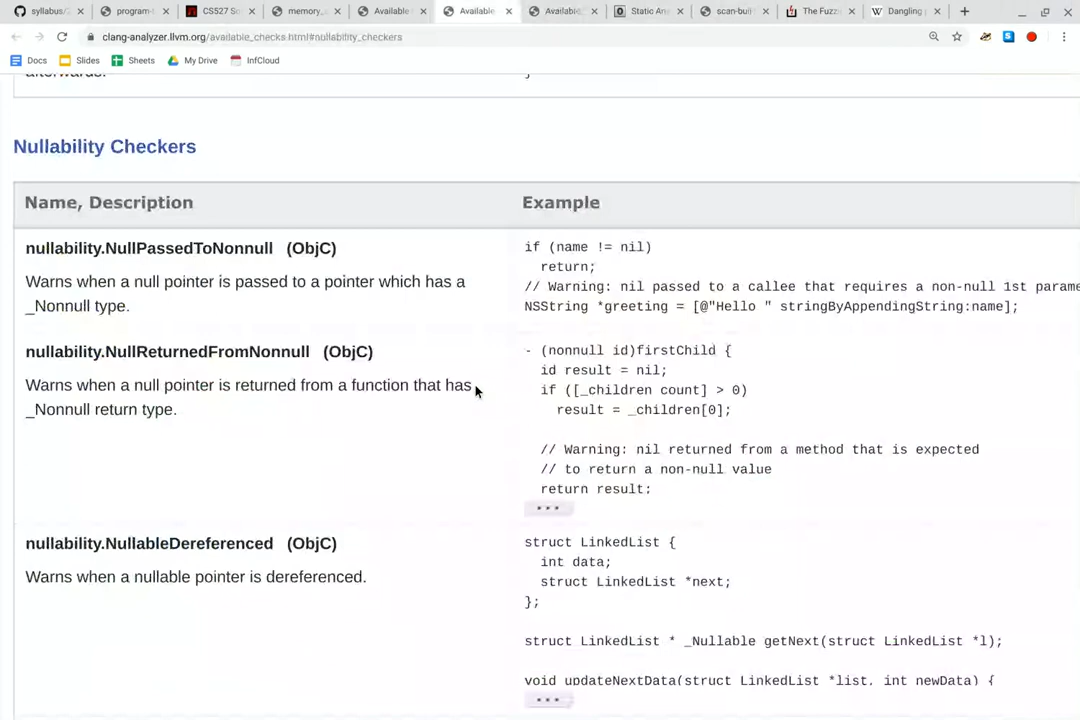 syllabus/2
program-
CS527 So
memory_
Available
Available
Available_
Static An
scan-buil
The Fuzzi
Dangling
clang-analyzer.llvm.org/available_checks.html#nullability_checkers
Docs
Slides
Sheets
My Drive
InfCloud
afterwards.
}
Nullability Checkers
Name, Description
Example
nullability.NullPassedToNonnull (ObjC)
Warns when a null pointer is passed to a pointer which has a
_Nonnull type.
if (name != nil)
return;
// Warning: nil passed to a callee that requires a non-null 1st parame
NSString *greeting = [@"Hello " stringByAppendingString:name];
nullability.NullReturnedFromNonnull (ObjC)
Warns when a null pointer is returned from a function that has
_Nonnull return type.
- (nonnull id)firstChild {
id result = nil;
if ([_children count] > 0)
result = _children[0];
// Warning: nil returned from a method that is expected
// to return a non-null value
return result;
...
nullability.NullableDereferenced (ObjC)
Warns when a nullable pointer is dereferenced.
struct LinkedList {
int data;
struct LinkedList *next;
};
struct LinkedList * _Nullable getNext(struct LinkedList *l);
void updateNextData(struct LinkedList *list, int newData) {
...